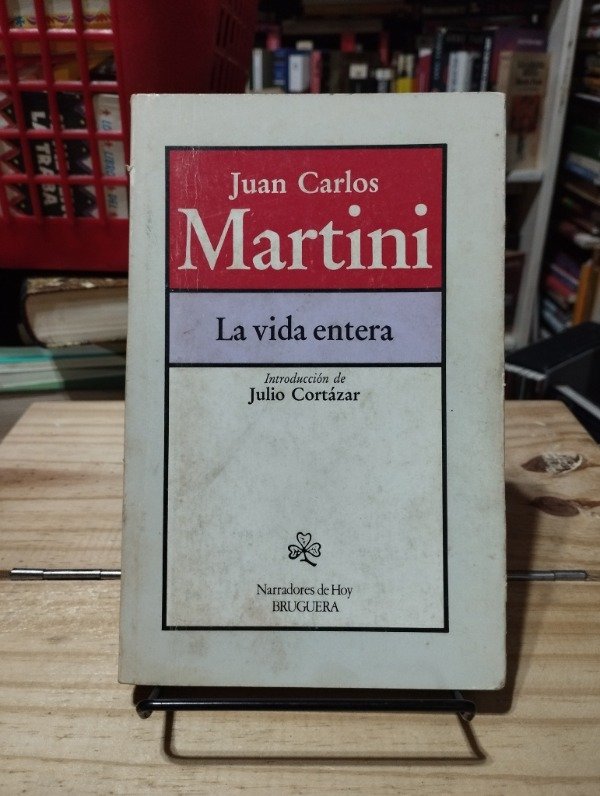 Juan Carlos
Martini
La vida entera
Introducción de
Julio Cortázar
Narradores de Hoy
BRUGUERA